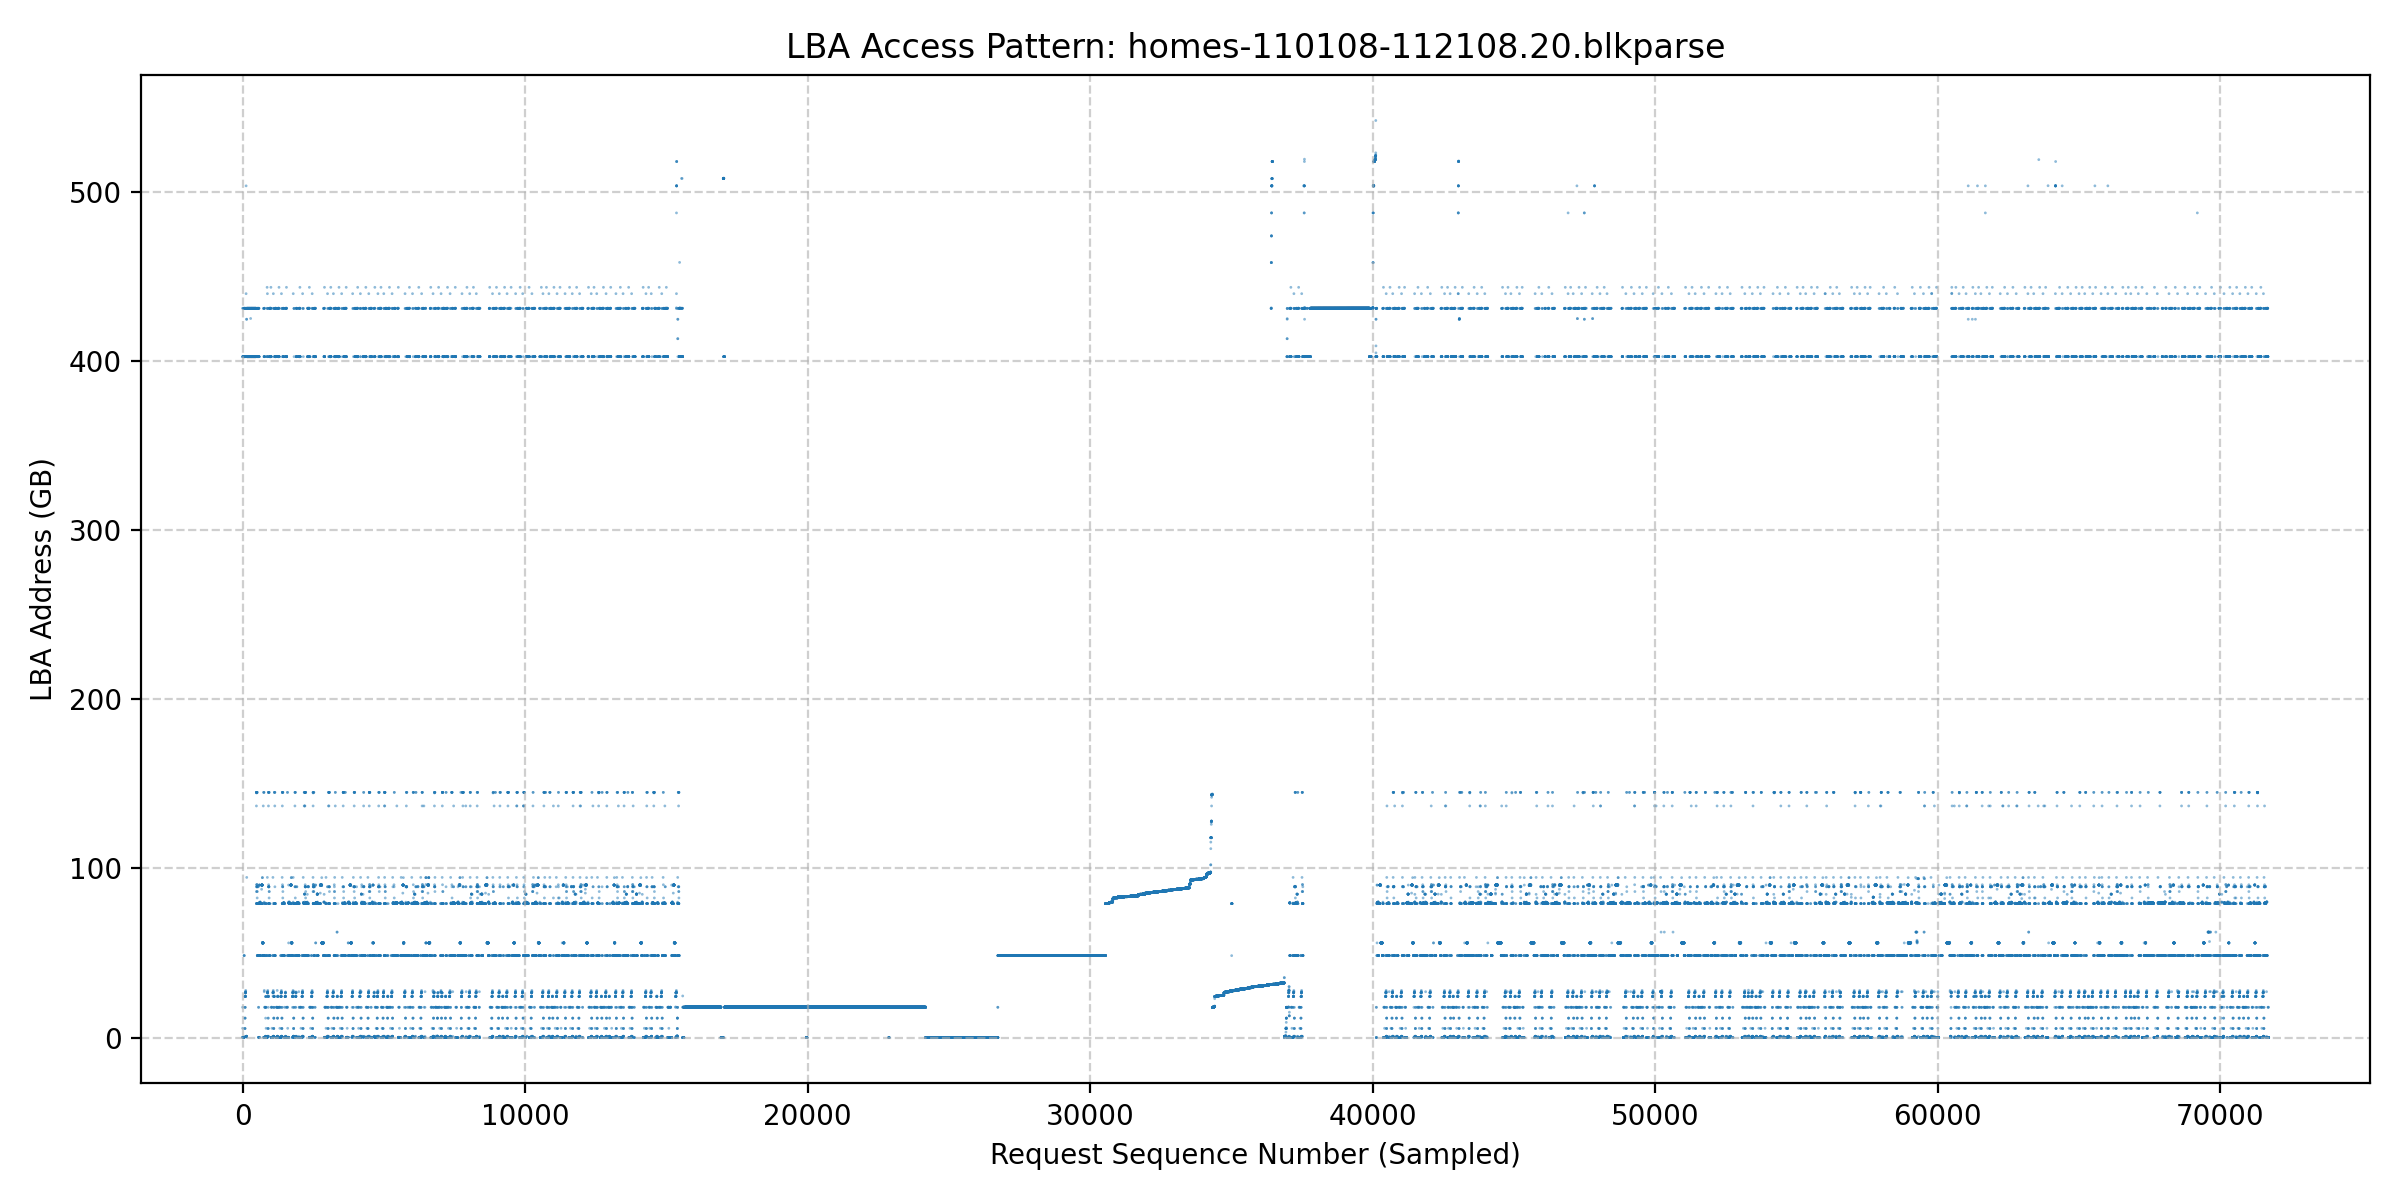 LBA Access Pattern: homes-110108-112108.20.blkparse
LBA Address (GB)
500
400
300
200
100
0
0 10000 20000 30000 40000 50000 60000 70000
Request Sequence Number (Sampled)